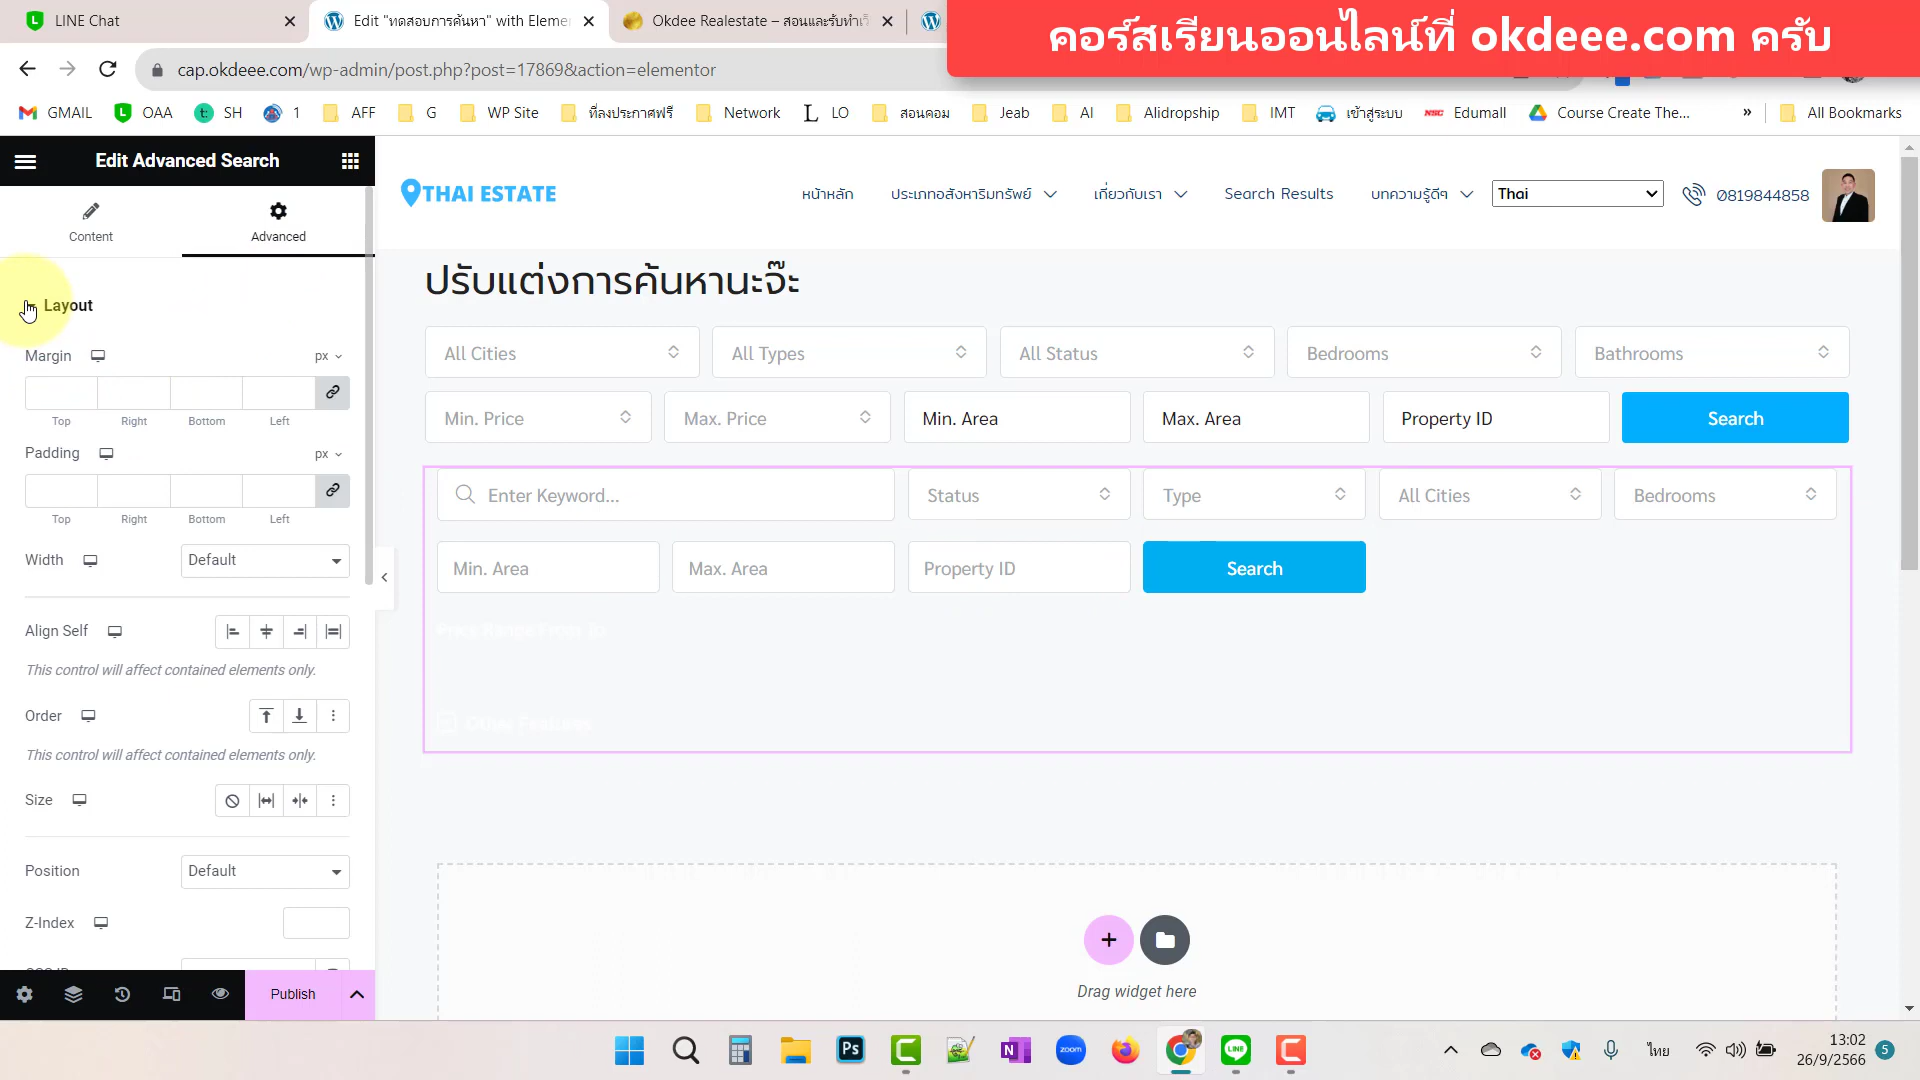 LINE Chat
Edit "ทดสอบการค้นหา" with Eleme
Okdee Realestate – สอนและรับทำเว็
คอร์สเรียนออนไลน์ที่ okdeee.com ครับ
cap.okdeee.com/wp-admin/post.php?post=17869&action=elementor
GMAIL
OAA
SH
1
AFF
G
WP Site
ที่ลงประกาศฟรี
Network
LO
สอนคอม
Jeab
AI
Alidropship
IMT
เข้าสู่ระบบ
Edumall
Course Create The...
»
All Bookmarks
Edit Advanced Search
THAI ESTATE
หน้าหลัก
ประเภทอสังหาริมทรัพย์
เกี่ยวกับเรา
Search Results
บทความรู้ดีๆ
Thai
0819844858
Content
Advanced
ปรับแต่งการค้นหานะจ๊ะ
Layout
All Cities
All Types
All Status
Bedrooms
Bathrooms
Margin
px
Top
Right
Bottom
Left
Min. Price
Max. Price
Min. Area
Max. Area
Property ID
Search
Padding
px
Top
Right
Bottom
Left
Enter Keyword...
Status
Type
All Cities
Bedrooms
Width
Default
Min. Area
Max. Area
Property ID
Search
Align Self
This control will affect contained elements only.
Price Range From To
Order
This control will affect contained elements only.
Other Features
Size
Position
Default
Z-Index
Publish
Drag widget here
ไทย
13:02
26/9/2566
5